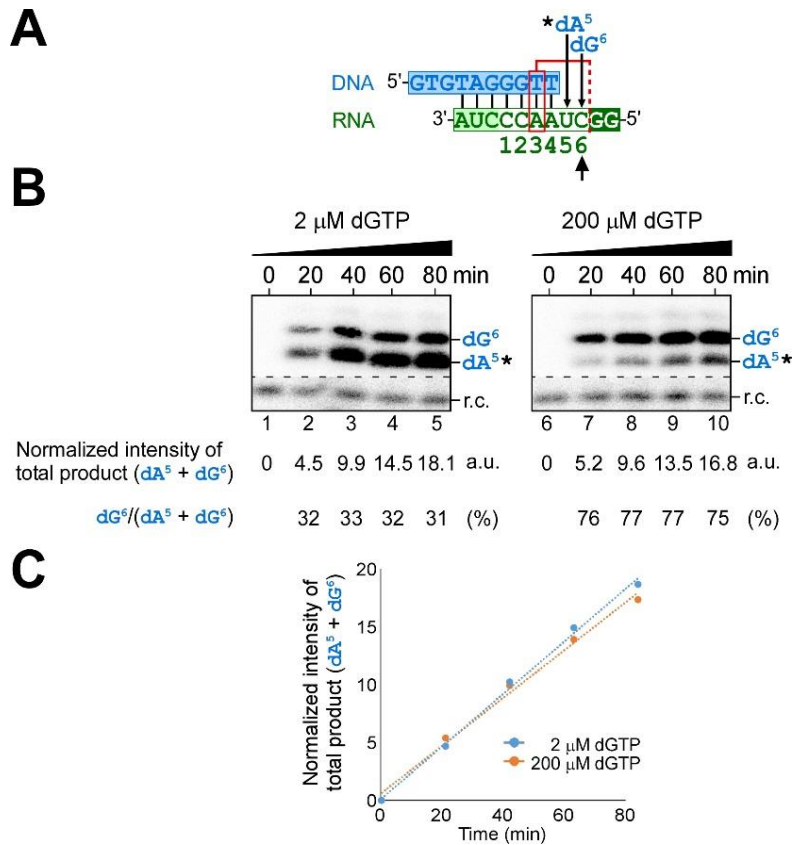 A
*dA⁵
dG⁶
DNA 5'-GTGTAGGGTT
RNA 3'-AUCCCAAUCGG-5'
123456
B
2 μM dGTP 200 μM dGTP
0 20 40 60 80 min 0 20 40 60 80 min
dG⁶ dG⁶
dA⁵* dA⁵*
r.c. r.c.
1 2 3 4 5 6 7 8 9 10
Normalized intensity of
total product (dA⁵ + dG⁶) 0 4.5 9.9 14.5 18.1 a.u. 0 5.2 9.6 13.5 16.8 a.u.
dG⁶/(dA⁵ + dG⁶) 32 33 32 31 (%) 76 77 77 75 (%)
C
Normalized intensity of
total product (dA⁵ + dG⁶)
20
15
10
5
0
2 μM dGTP
200 μM dGTP
0 20 40 60 80
Time (min)